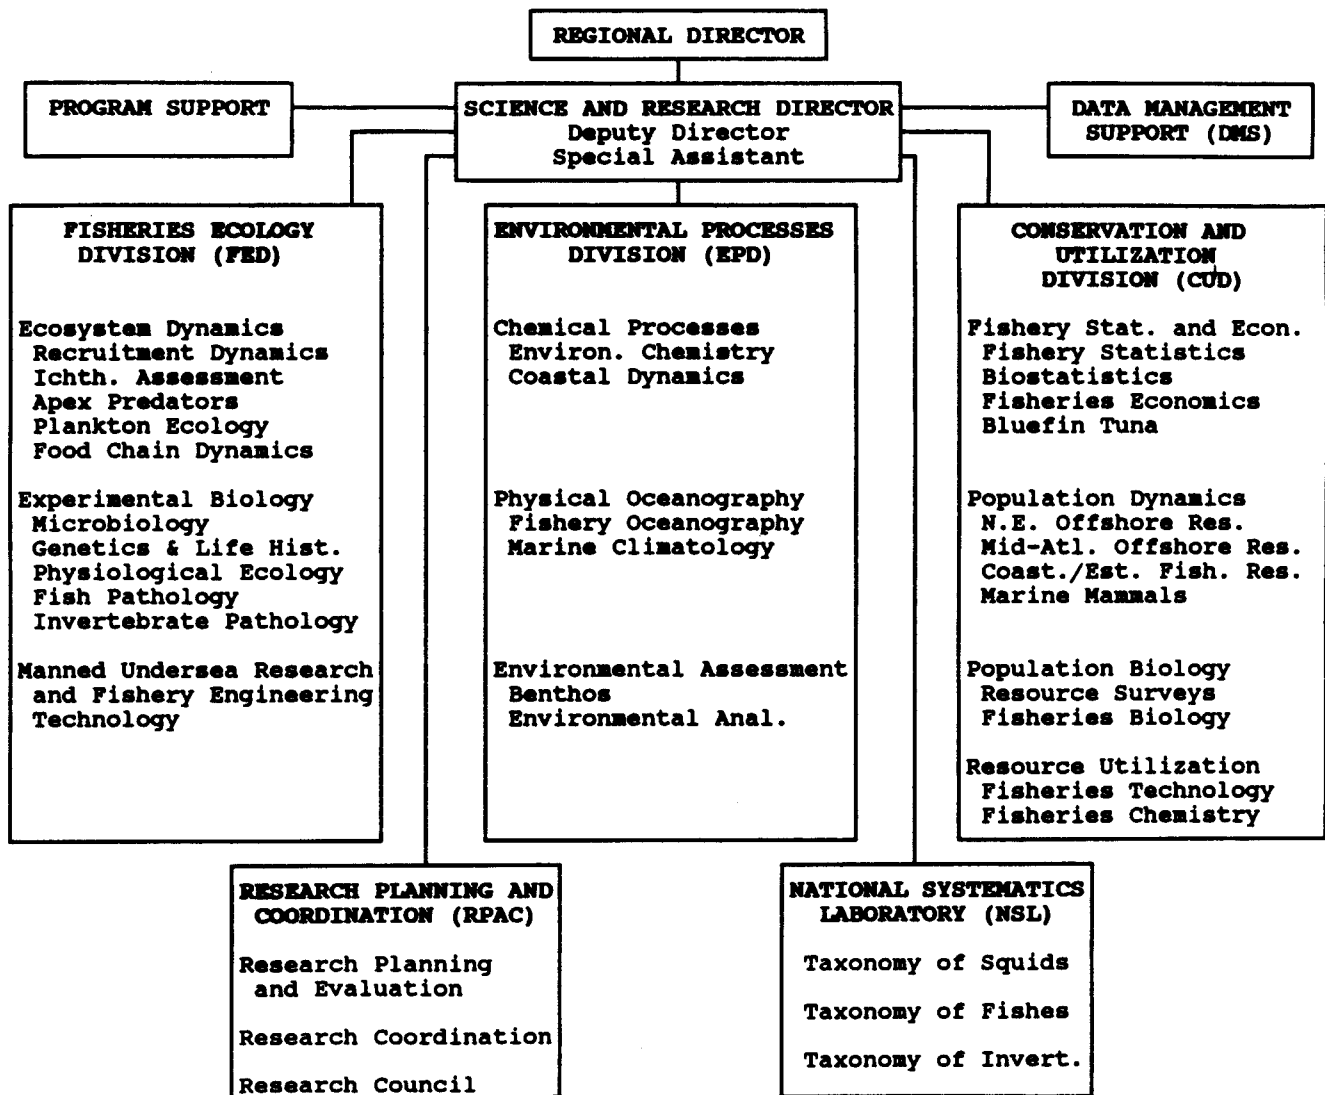 REGIONAL DIRECTOR
PROGRAM SUPPORT
SCIENCE AND RESEARCH DIRECTOR
Deputy Director
Special Assistant
DATA MANAGEMENT
SUPPORT (DMS)
FISHERIES ECOLOGY
DIVISION (FED)
Ecosystem Dynamics
Recruitment Dynamics
Ichth. Assessment
Apex Predators
Plankton Ecology
Food Chain Dynamics
Experimental Biology
Microbiology
Genetics & Life Hist.
Physiological Ecology
Fish Pathology
Invertebrate Pathology
Manned Undersea Research
and Fishery Engineering
Technology
ENVIRONMENTAL PROCESSES
DIVISION (EPD)
Chemical Processes
Environ. Chemistry
Coastal Dynamics
Physical Oceanography
Fishery Oceanography
Marine Climatology
Environmental Assessment
Benthos
Environmental Anal.
CONSERVATION AND
UTILIZATION
DIVISION (CUD)
Fishery Stat. and Econ.
Fishery Statistics
Biostatistics
Fisheries Economics
Bluefin Tuna
Population Dynamics
N.E. Offshore Res.
Mid-Atl. Offshore Res.
Coast./Est. Fish. Res.
Marine Mammals
Population Biology
Resource Surveys
Fisheries Biology
Resource Utilization
Fisheries Technology
Fisheries Chemistry
RESEARCH PLANNING AND
COORDINATION (RPAC)
Research Planning
and Evaluation
Research Coordination
Research Council
NATIONAL SYSTEMATICS
LABORATORY (NSL)
Taxonomy of Squids
Taxonomy of Fishes
Taxonomy of Invert.